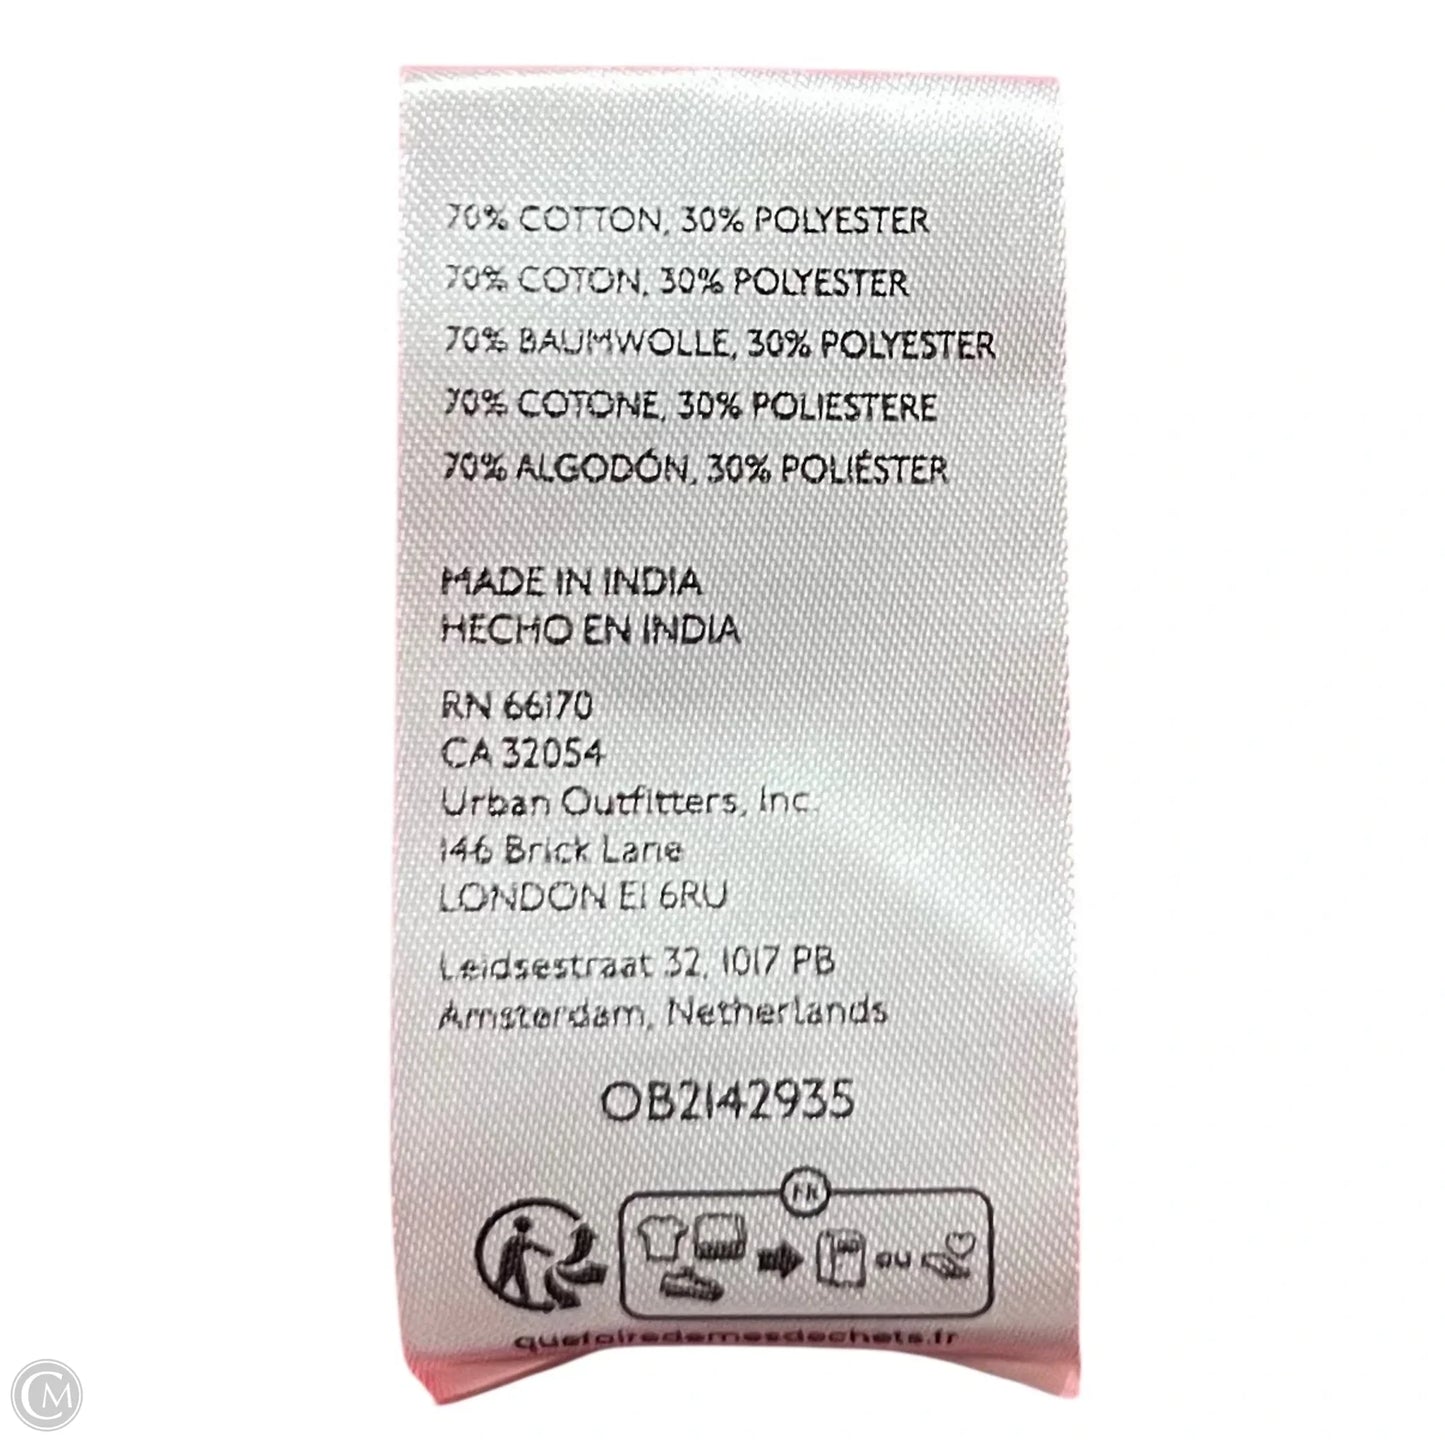 70% COTTON, 30% POLYESTER
70% COTON, 30% POLYESTER
70% BAUMWOLLE, 30% POLYESTER
70% COTONE, 30% POLIESTERE
70% ALGODÓN, 30% POLIÉSTER
MADE IN INDIA
HECHO EN INDIA
RN 66170
CA 32054
Urban Outfitters, Inc.
146 Brick Lane
LONDON E1 6RU
Leidsestraat 32, 1017 PB
Amsterdam, Netherlands
OB2142935
FR
OU
quefairedemesdechets.fr
CM